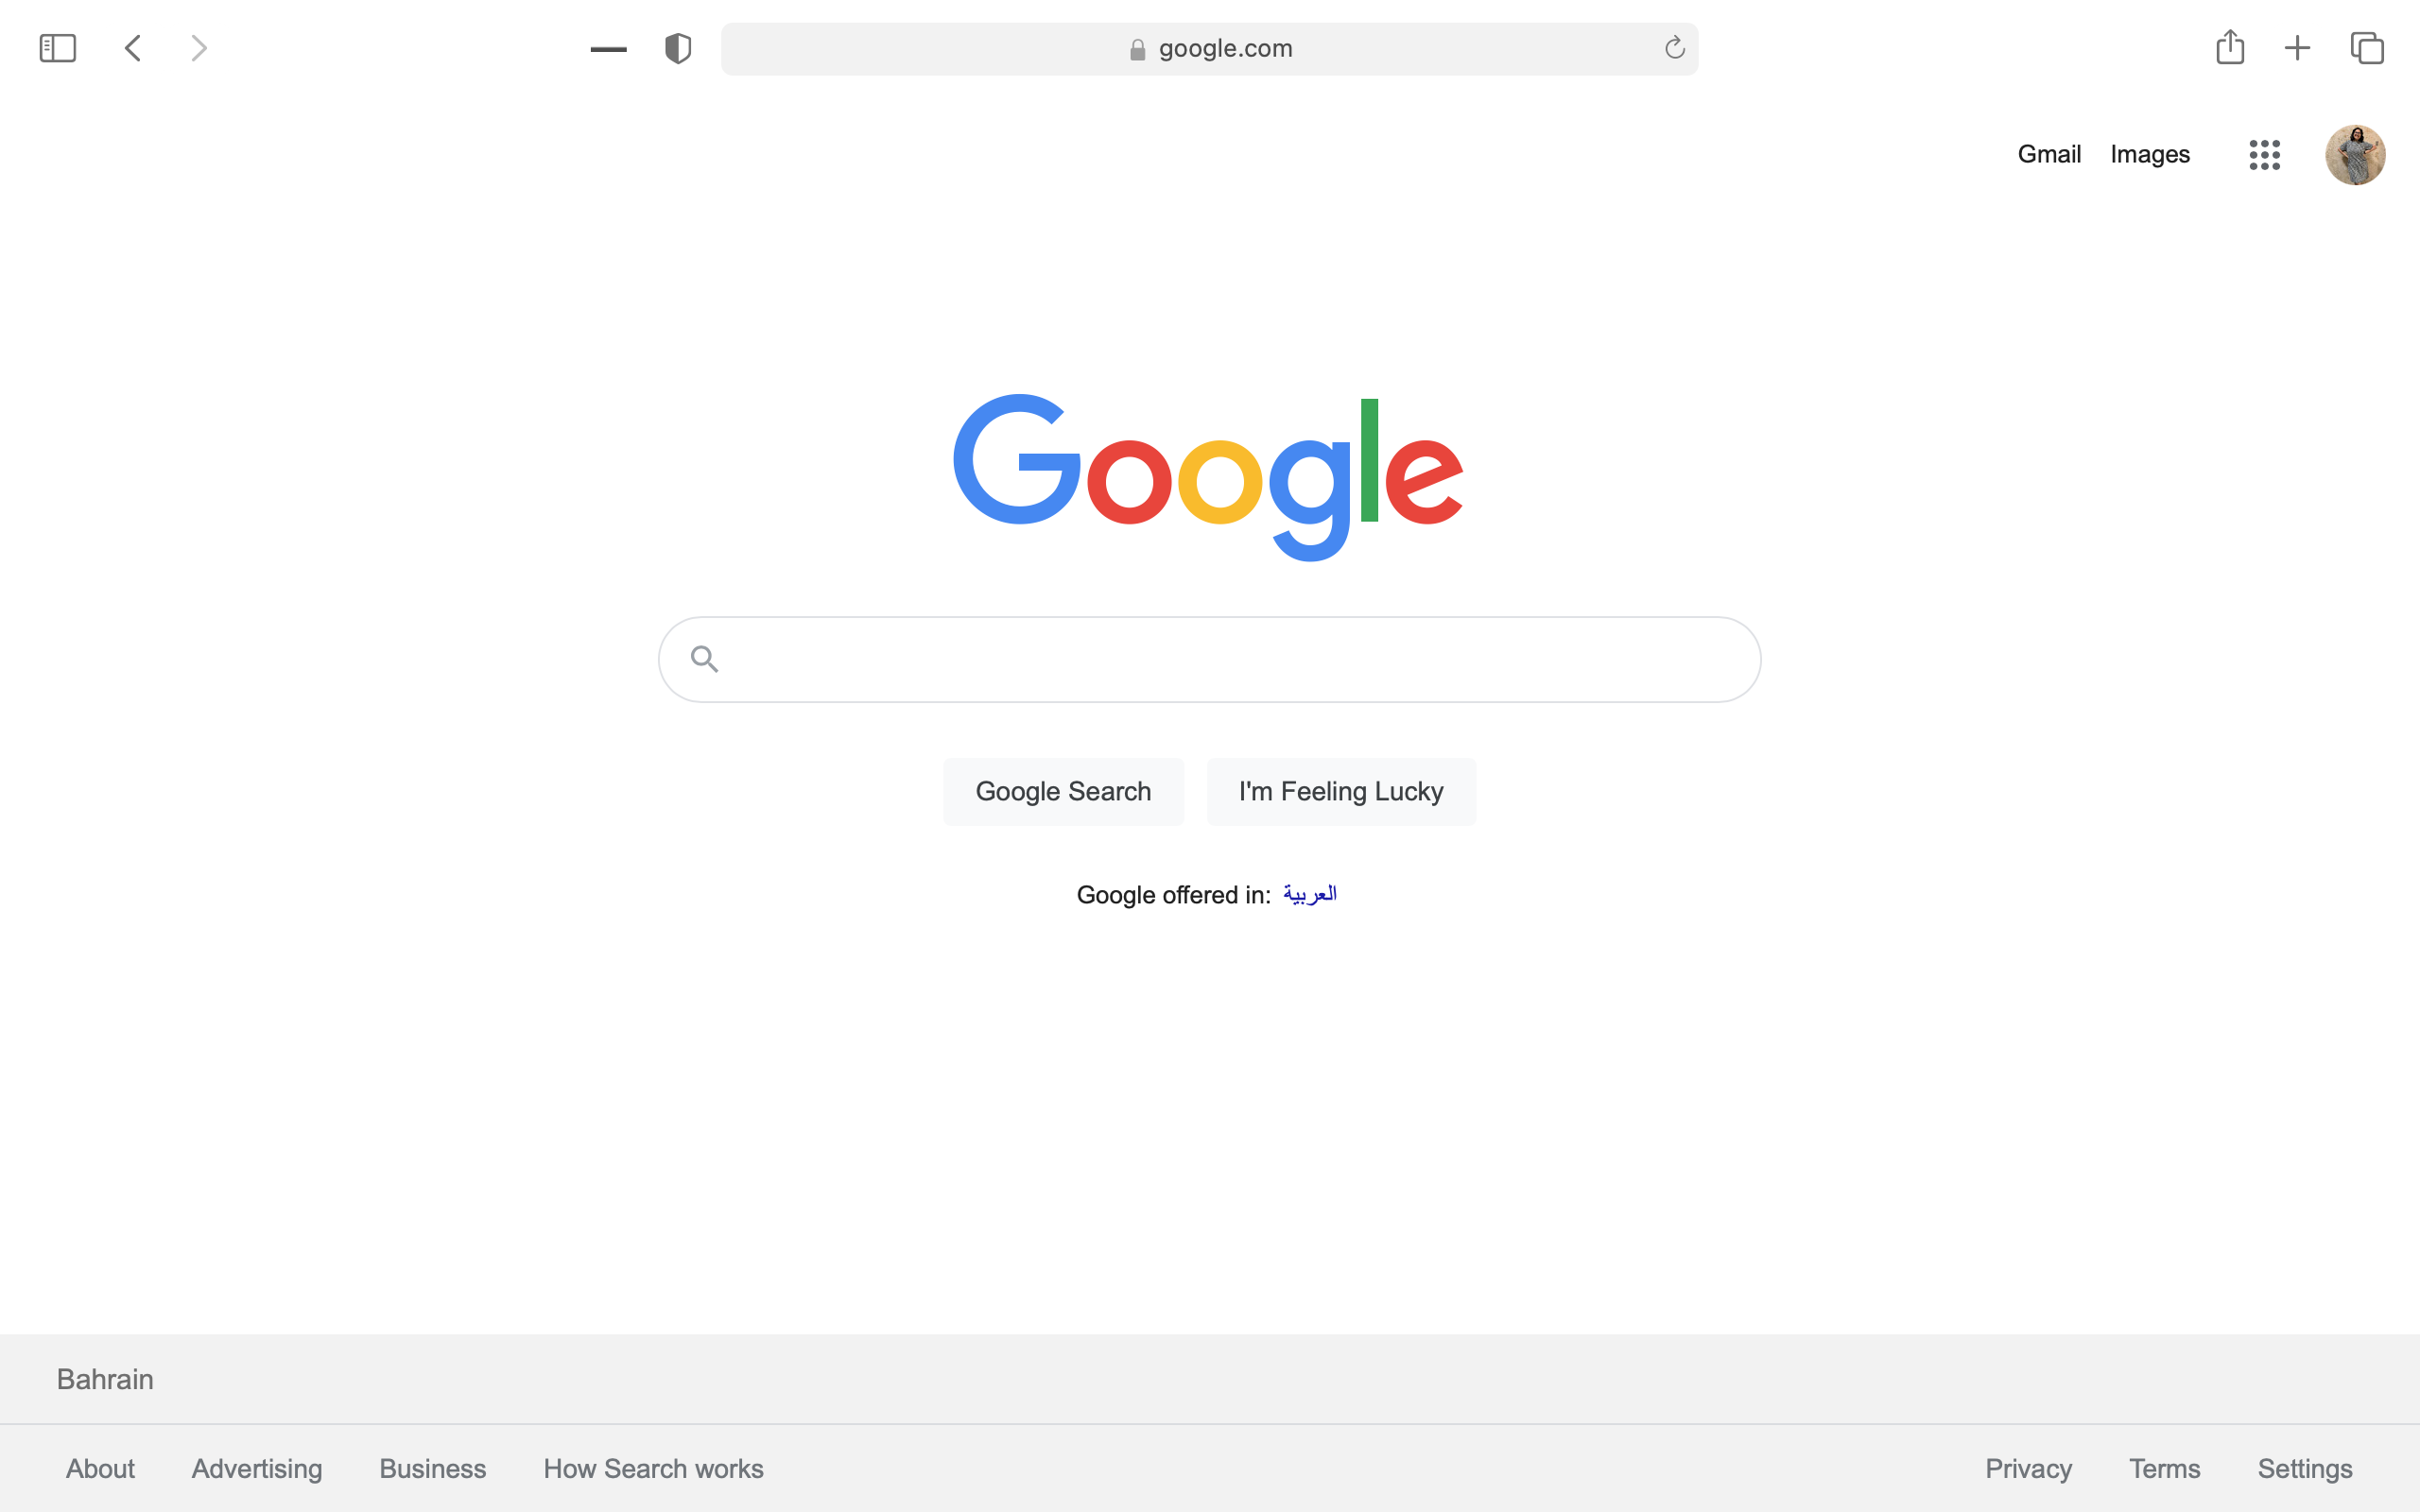 google.com
Gmail Images
Google
Google Search I'm Feeling Lucky
Google offered in: العربية
Bahrain
About Advertising Business How Search works Privacy Terms Settings